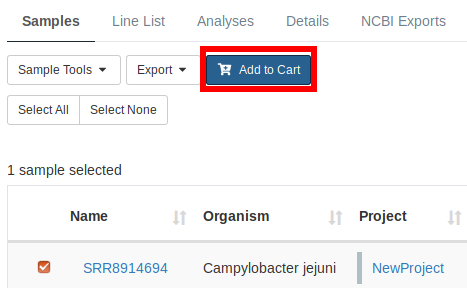 Samples Line List Analyses Details NCBI Exports
Sample Tools Export Add to Cart
Select All Select None
1 sample selected
Name Organism Project
SRR8914694 Campylobacter jejuni NewProject